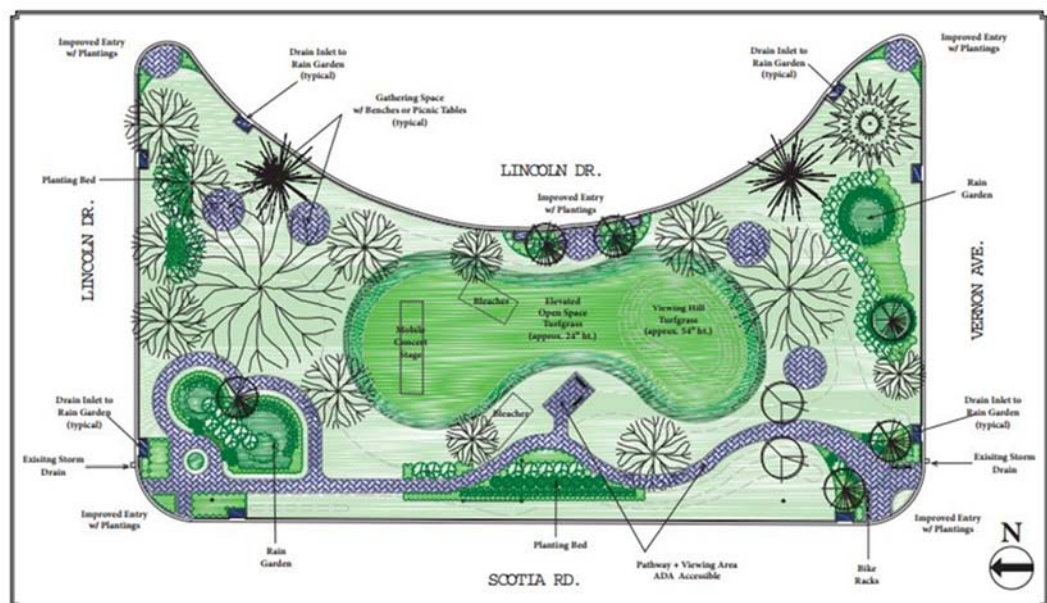 Improved Entry
w/ Plantings
Drain Inlet to
Rain Garden
(typical)
Gathering Space
w/ Benches or Picnic Tables
(typical)
Drain Inlet to
Rain Garden
(typical)
Improved Entry
w/ Plantings
LINCOLN DR.
Improved Entry
w/ Plantings
Planting Bed
LINCOLN DR.
Rain
Garden
VERNON AVE.
Bleacher
Elevated
Open Space
Turfgrass
(approx. 24" ht.)
Viewing Hill
Turfgrass
(approx. 54" ht.)
Mobile
Concert
Stage
Bleacher
Drain Inlet to
Rain Garden
(typical)
Exisitng Storm
Drain
Improved Entry
w/ Plantings
Rain
Garden
Planting Bed
Pathway + Viewing Area
ADA Accessible
Bike
Racks
Drain Inlet to
Rain Garden
(typical)
Exisitng Storm
Drain
Improved Entry
w/ Plantings
SCOTIA RD.
N